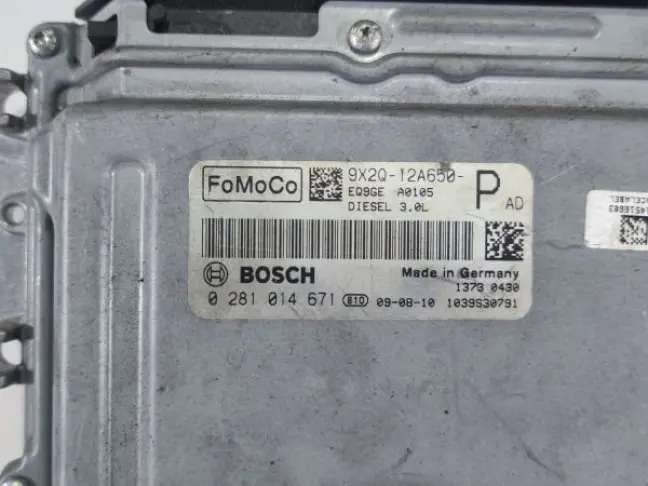 FoMoCo
9X2Q-12A650-
EQ9GE A0105
DIESEL 3.0L
P AD
BOSCH
Made in Germany
1373 0430
0 281 014 671 810 09-08-10 1039S30791